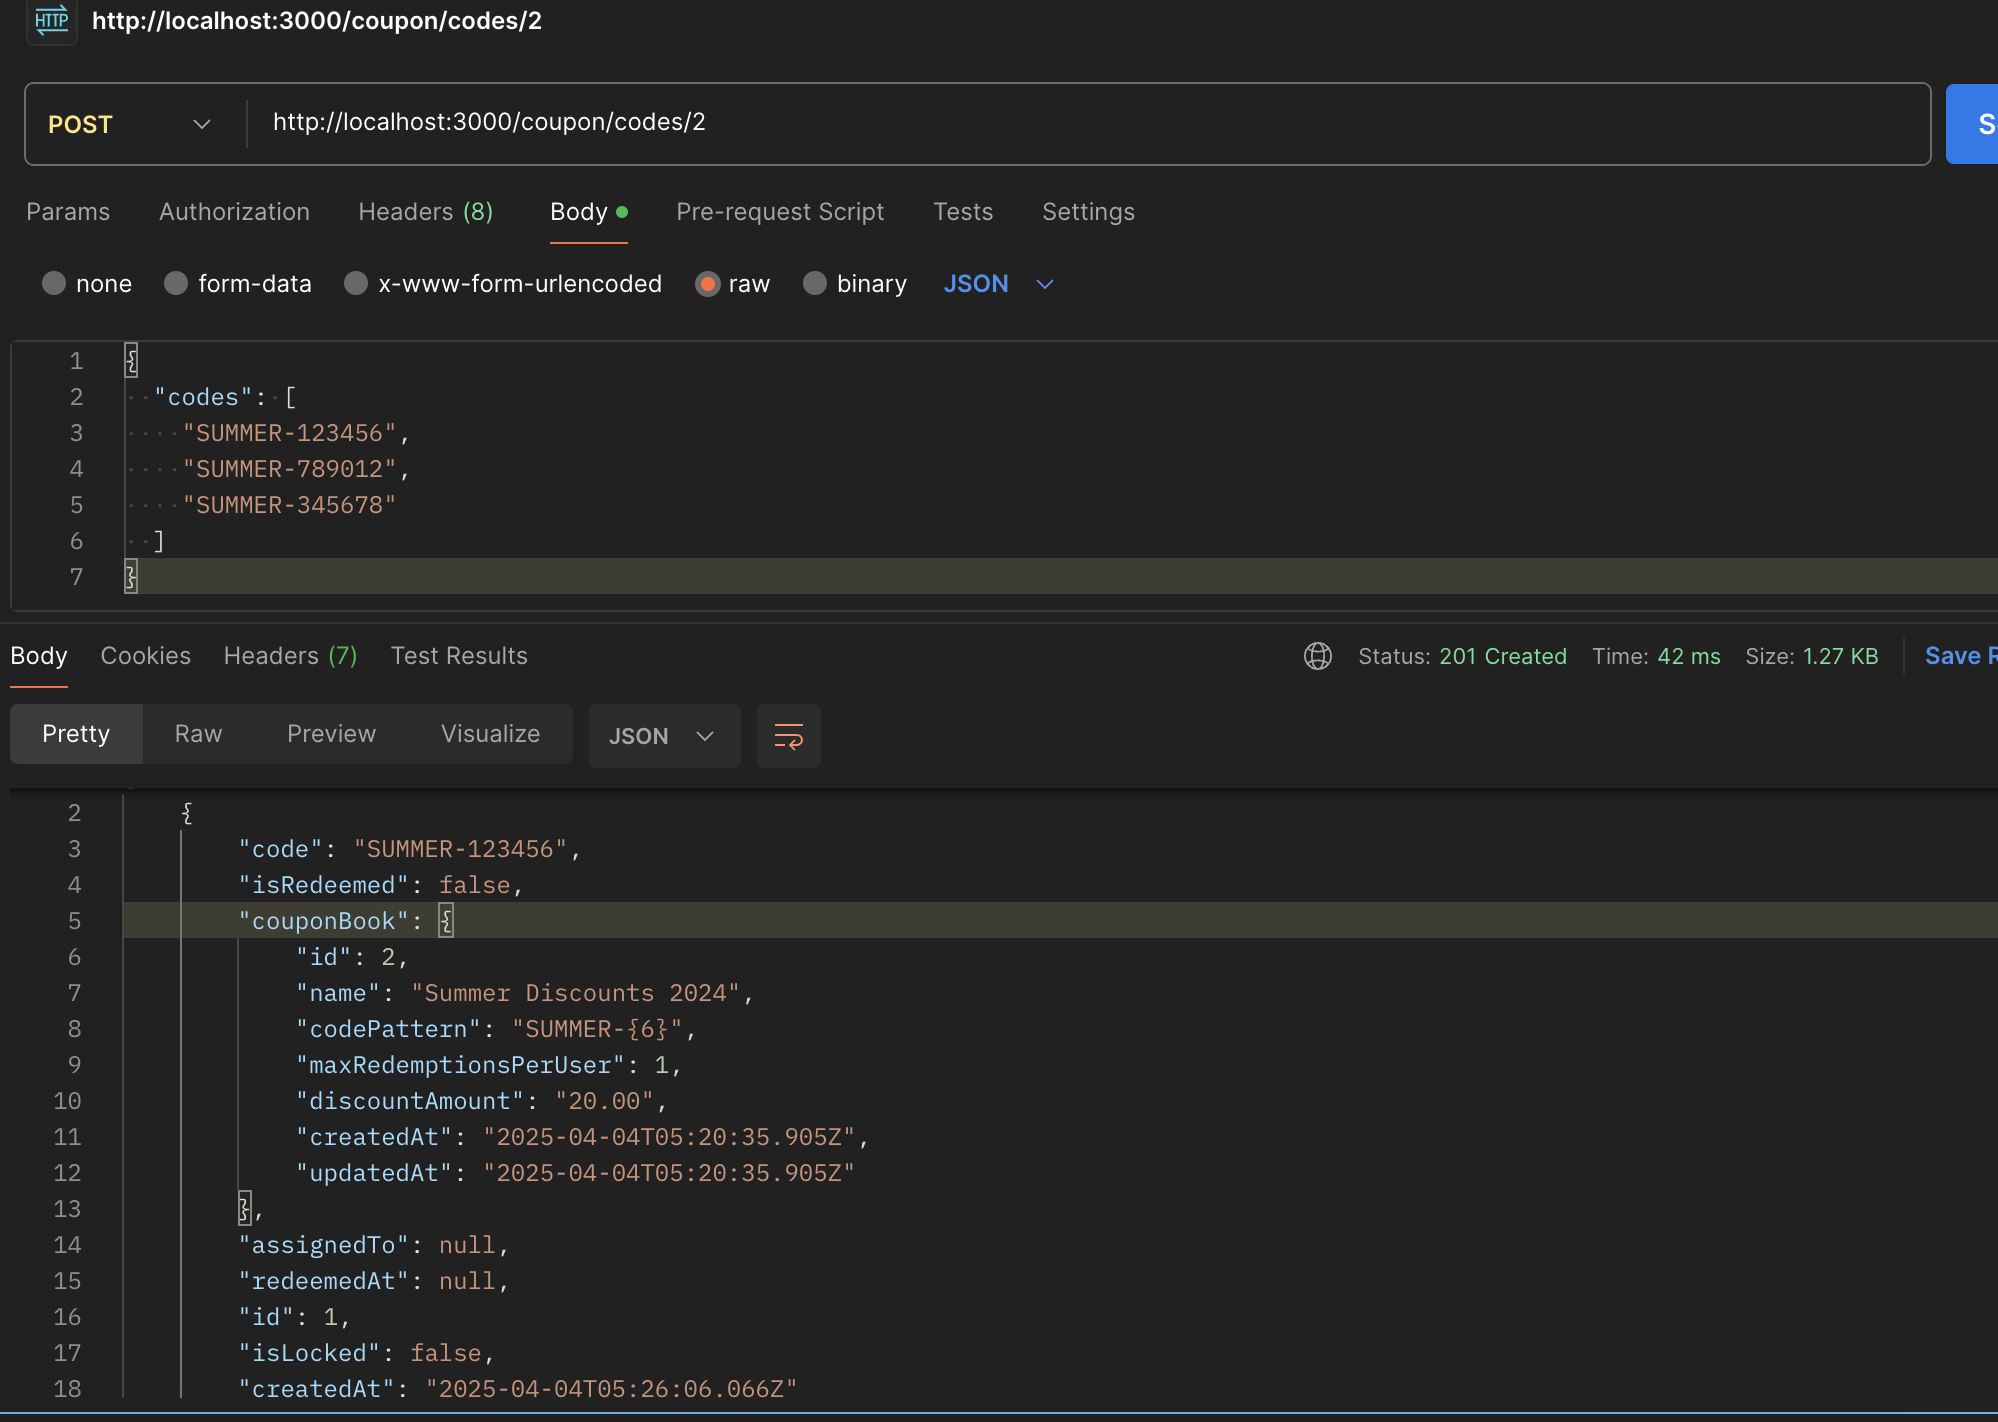 HTTP http://localhost:3000/coupon/codes/2
POST http://localhost:3000/coupon/codes/2
Params Authorization Headers (8) Body Pre-request Script Tests Settings
none form-data x-www-form-urlencoded raw binary JSON
1 {
2 "codes": [
3 "SUMMER-123456",
4 "SUMMER-789012",
5 "SUMMER-345678"
6 ]
7 }
Body Cookies Headers (7) Test Results Status: 201 Created Time: 42 ms Size: 1.27 KB Save R
Pretty Raw Preview Visualize JSON
2 {
3 "code": "SUMMER-123456",
4 "isRedeemed": false,
5 "couponBook": {
6 "id": 2,
7 "name": "Summer Discounts 2024",
8 "codePattern": "SUMMER-{6}",
9 "maxRedemptionsPerUser": 1,
10 "discountAmount": "20.00",
11 "createdAt": "2025-04-04T05:20:35.905Z",
12 "updatedAt": "2025-04-04T05:20:35.905Z"
13 },
14 "assignedTo": null,
15 "redeemedAt": null,
16 "id": 1,
17 "isLocked": false,
18 "createdAt": "2025-04-04T05:26:06.066Z"